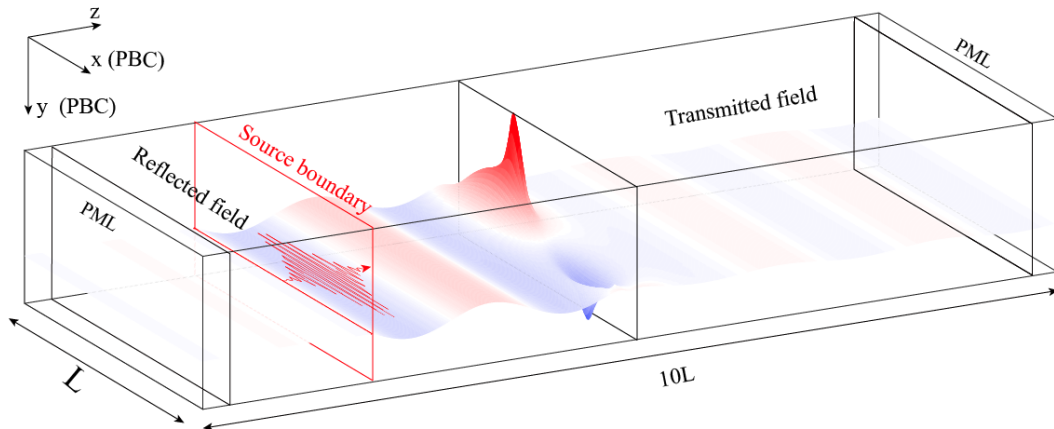 z
x (PBC)
y (PBC)
PML
Reflected field
Source boundary
Transmitted field
PML
L
10L